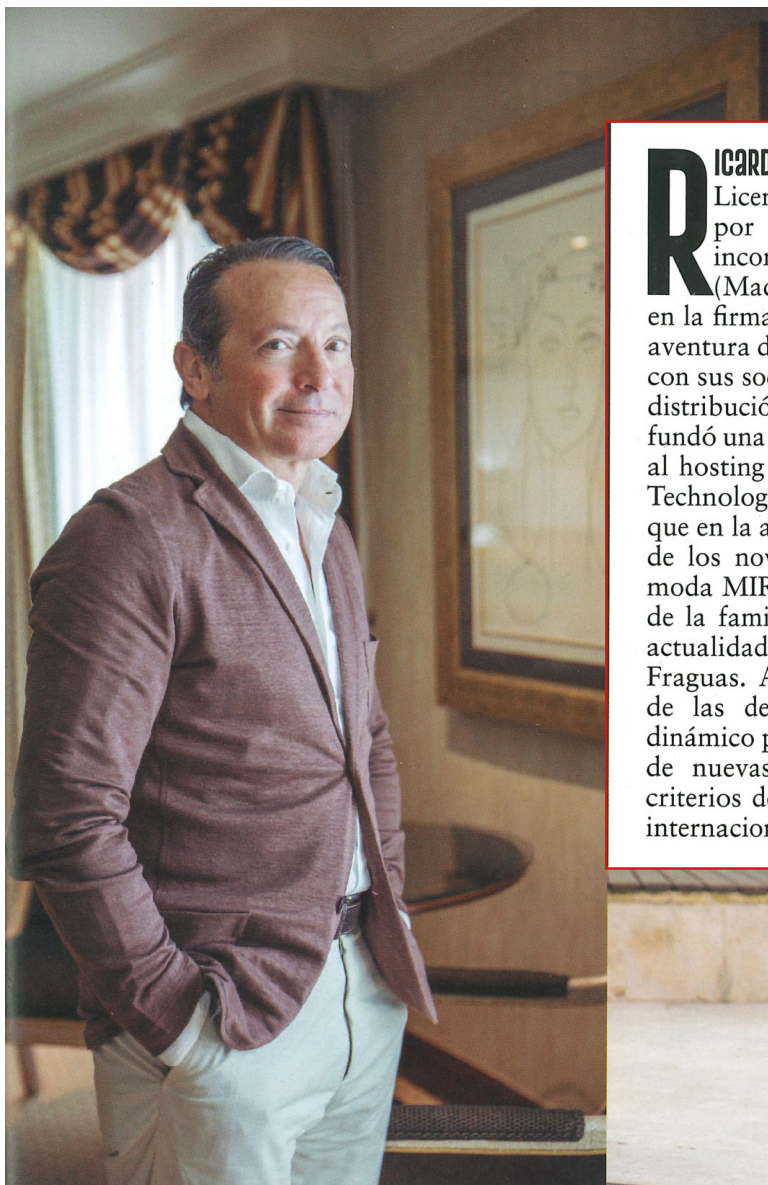 RICARD
Licen
por
incor
(Mad
en la firma
aventura d
con sus soc
distribució
fundó una
al hosting
Technolog
que en la a
de los nov
moda MIR
de la fami
actualidad
Fraguas. A
de las de
dinámico p
de nuevas
criterios de
internacion